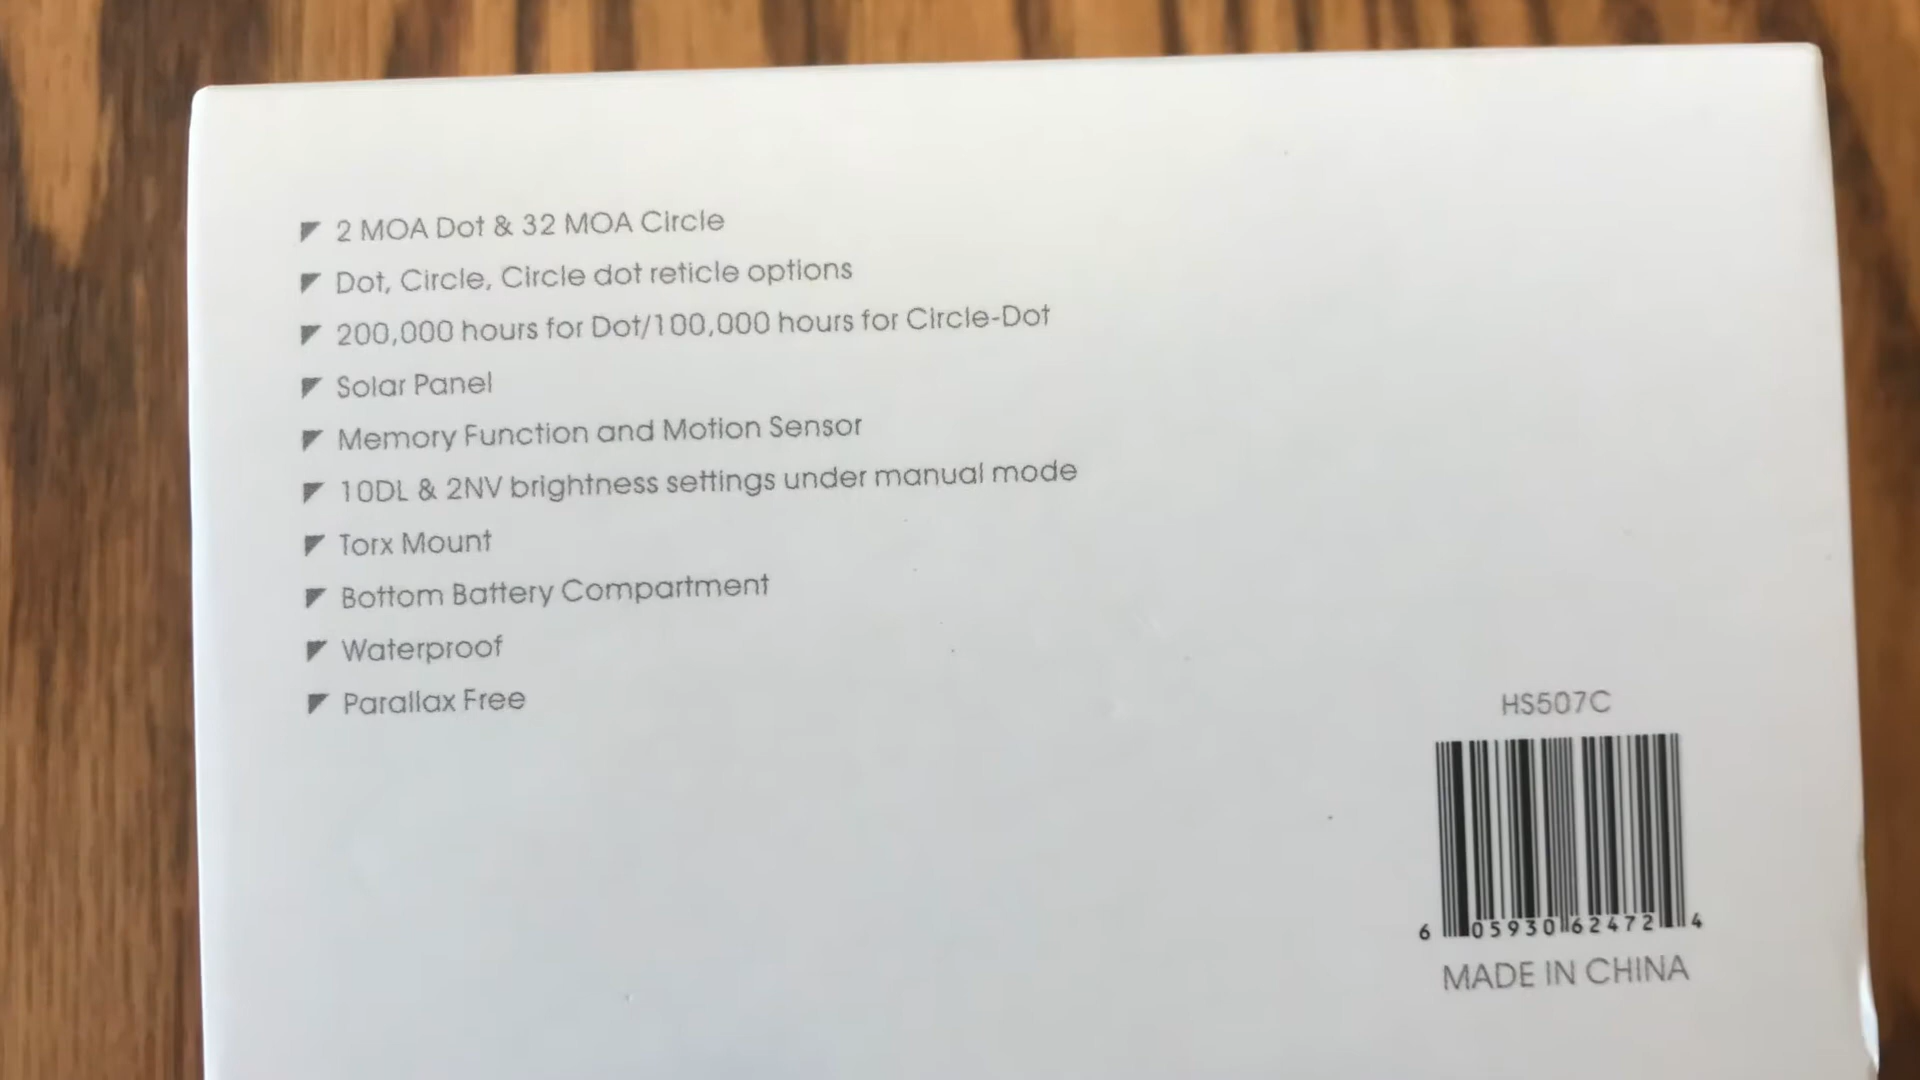 2 MOA Dot & 32 MOA Circle
Dot, Circle, Circle dot reticle options
200,000 hours for Dot/100,000 hours for Circle-Dot
Solar Panel
Memory Function and Motion Sensor
10DL & 2NV brightness settings under manual mode
Torx Mount
Bottom Battery Compartment
Waterproof
Parallax Free
HS507C
6 05930 62472 4
MADE IN CHINA